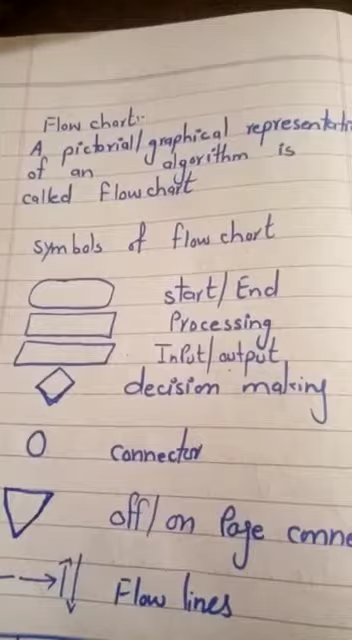 Flow chart:-
A pictorial/graphical representation
of an algorithm is
called flowchart
symbols of flow chart
start/End
Processing
Input/output
decision making
connector
off/on Page conne
Flow lines